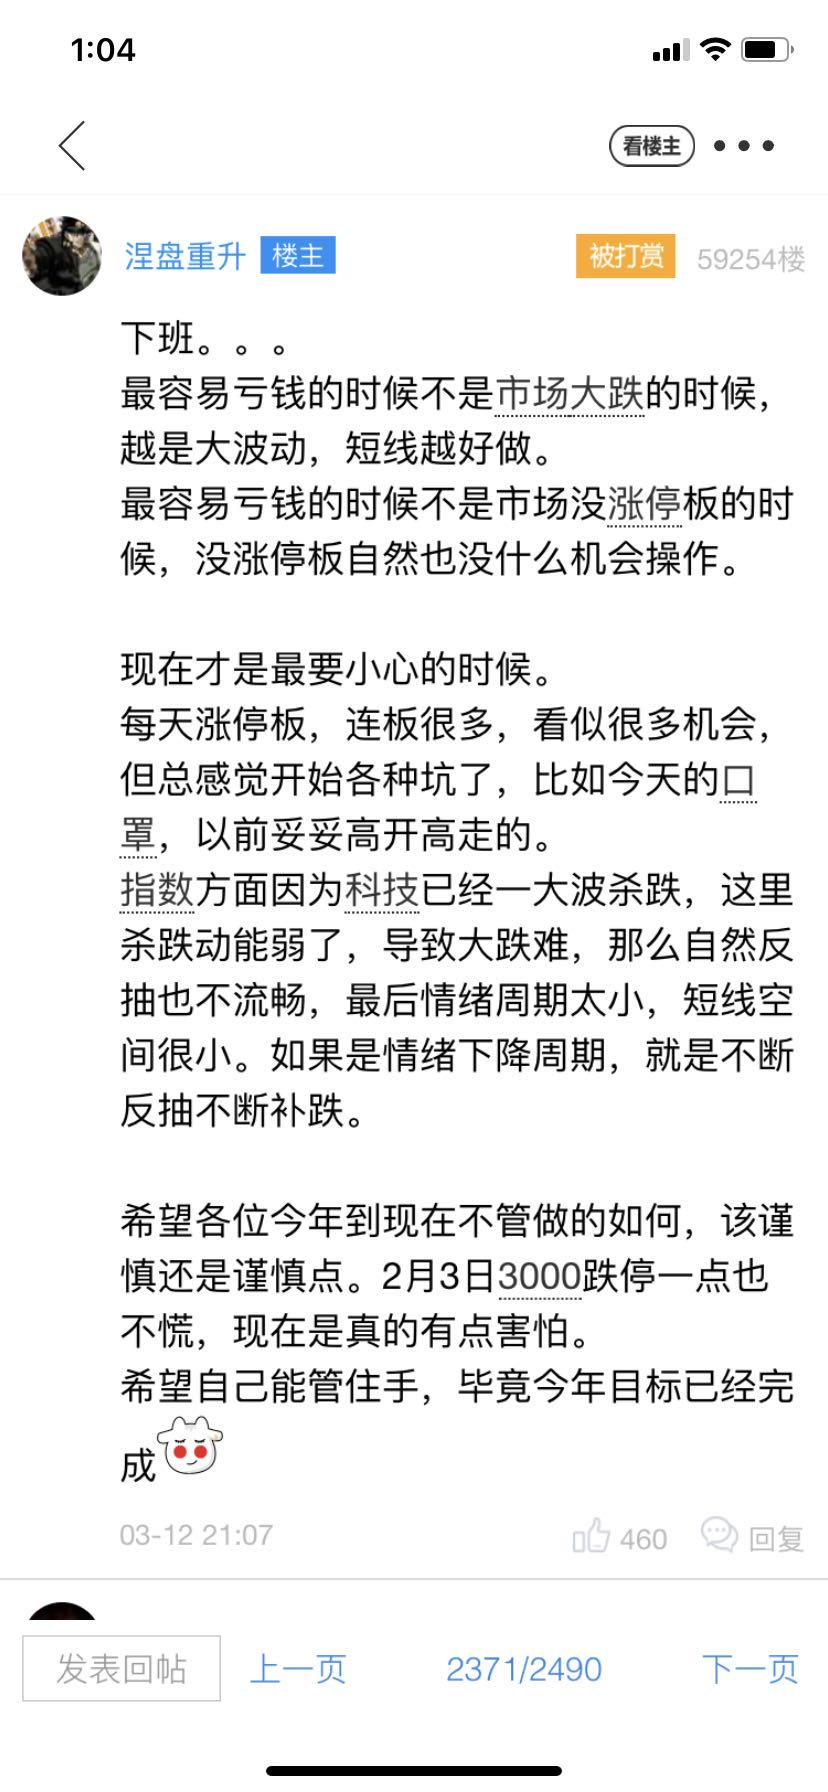 1:04
看楼主
涅盘重升 楼主 被打赏 59254楼
下班。。。
最容易亏钱的时候不是市场大跌的时候，
越是大波动，短线越好做。
最容易亏钱的时候不是市场没涨停板的时
候，没涨停板自然也没什么机会操作。
现在才是最要小心的时候。
每天涨停板，连板很多，看似很多机会，
但总感觉开始各种坑了，比如今天的口
罩，以前妥妥高开高走的。
指数方面因为科技已经一大波杀跌，这里
杀跌动能弱了，导致大跌难，那么自然反
抽也不流畅，最后情绪周期太小，短线空
间很小。如果是情绪下降周期，就是不断
反抽不断补跌。
希望各位今年到现在不管做的如何，该谨
慎还是谨慎点。2月3日3000跌停一点也
不慌，现在是真的有点害怕。
希望自己能管住手，毕竟今年目标已经完
成
03-12 21:07 460 回复
发表回帖 上一页 2371/2490 下一页